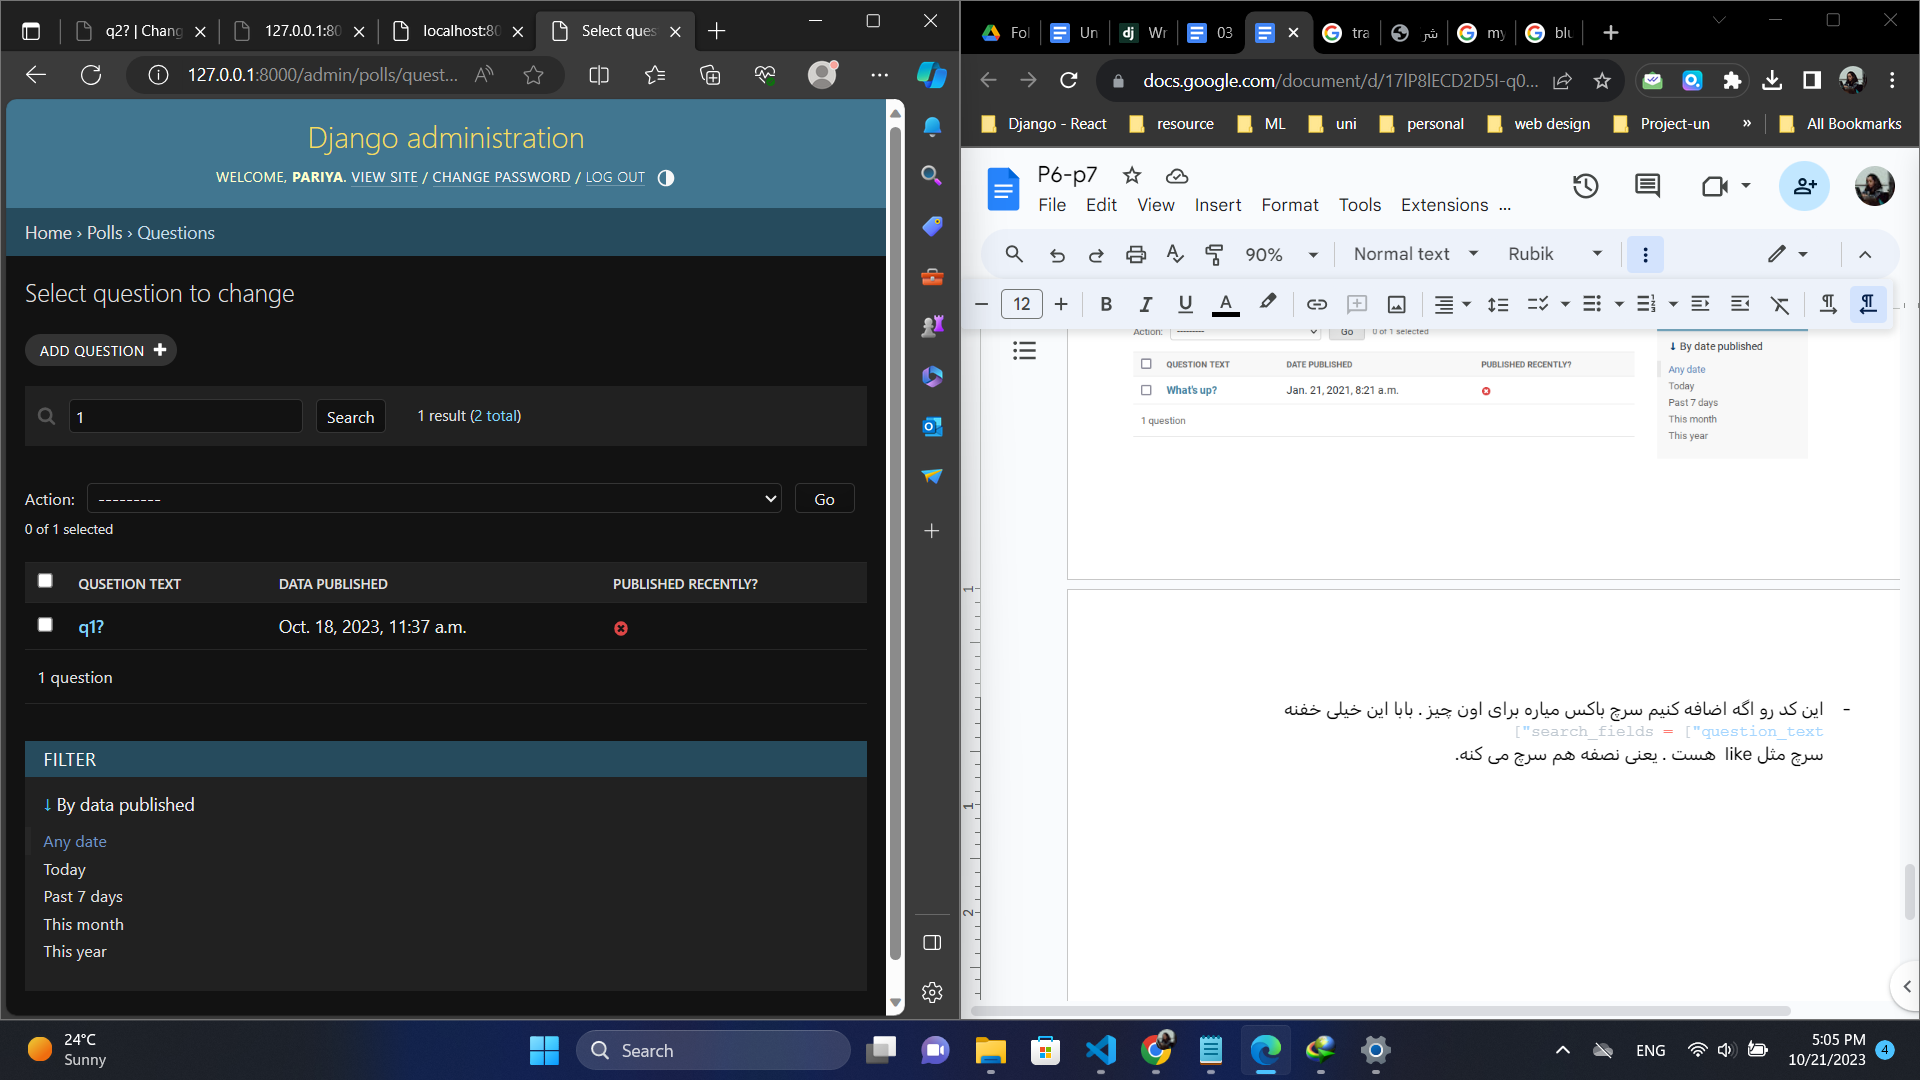 q2? | Chang
127.0.0.1:80
localhost:80
Select ques
127.0.0.1:8000/admin/polls/quest...
Django administration
WELCOME, PARIYA. VIEW SITE / CHANGE PASSWORD / LOG OUT
Home › Polls › Questions
Select question to change
ADD QUESTION +
1
Search
1 result (2 total)
Action:
---------
Go
0 of 1 selected
QUSETION TEXT
DATA PUBLISHED
PUBLISHED RECENTLY?
q1?
Oct. 18, 2023, 11:37 a.m.
1 question
FILTER
↓ By data published
Any date
Today
Past 7 days
This month
This year
Fol
Un
dj
Wr
03
tra
شر
my
blu
docs.google.com/document/d/17IP8lECD2D5I-q0...
Django - React
resource
ML
uni
personal
web design
Project-un
»
All Bookmarks
P6-p7
File Edit View Insert Format Tools Extensions ...
90%
Normal text
Rubik
12
B I U A
Action:
---------
Go
0 of 1 selected
QUESTION TEXT
DATE PUBLISHED
PUBLISHED RECENTLY?
What's up?
Jan. 21, 2021, 8:21 a.m.
1 question
↓ By date published
Any date
Today
Past 7 days
This month
This year
1
1
2
- این کد رو اگه اضافه کنیم سرچ باکس میاره برای اون چیز . بابا این خیلی خفنه
["search_fields = ["question_text
سرچ مثل like هست . یعنی نصفه هم سرچ می کنه.
24°C
Sunny
Search
ENG
5:05 PM
10/21/2023
4